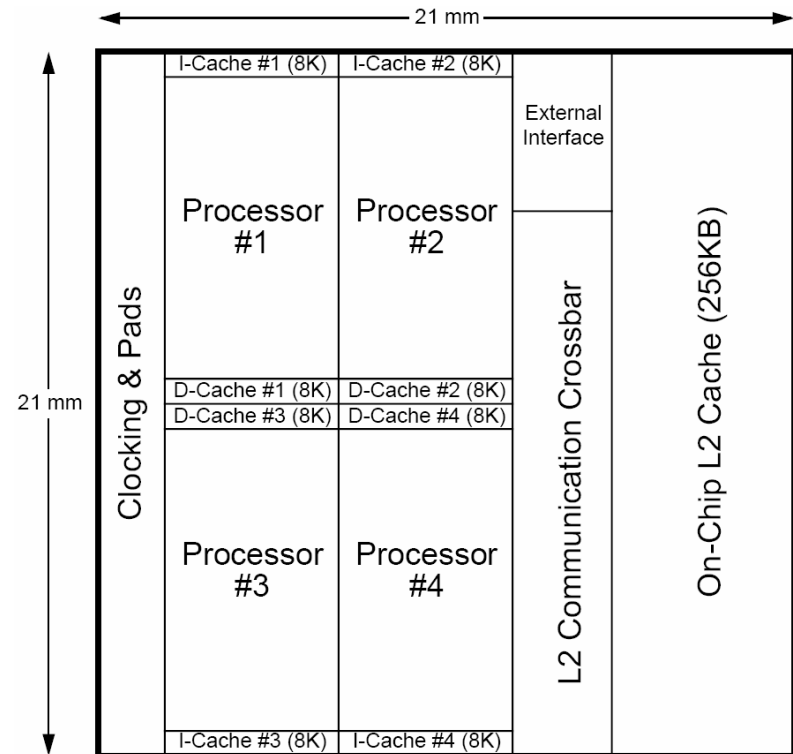 21 mm
I-Cache #1 (8K)
I-Cache #2 (8K)
External
Interface
Processor
#1
Processor
#2
21 mm
Clocking & Pads
D-Cache #1 (8K)
D-Cache #2 (8K)
D-Cache #3 (8K)
D-Cache #4 (8K)
L2 Communication Crossbar
On-Chip L2 Cache (256KB)
Processor
#3
Processor
#4
I-Cache #3 (8K)
I-Cache #4 (8K)